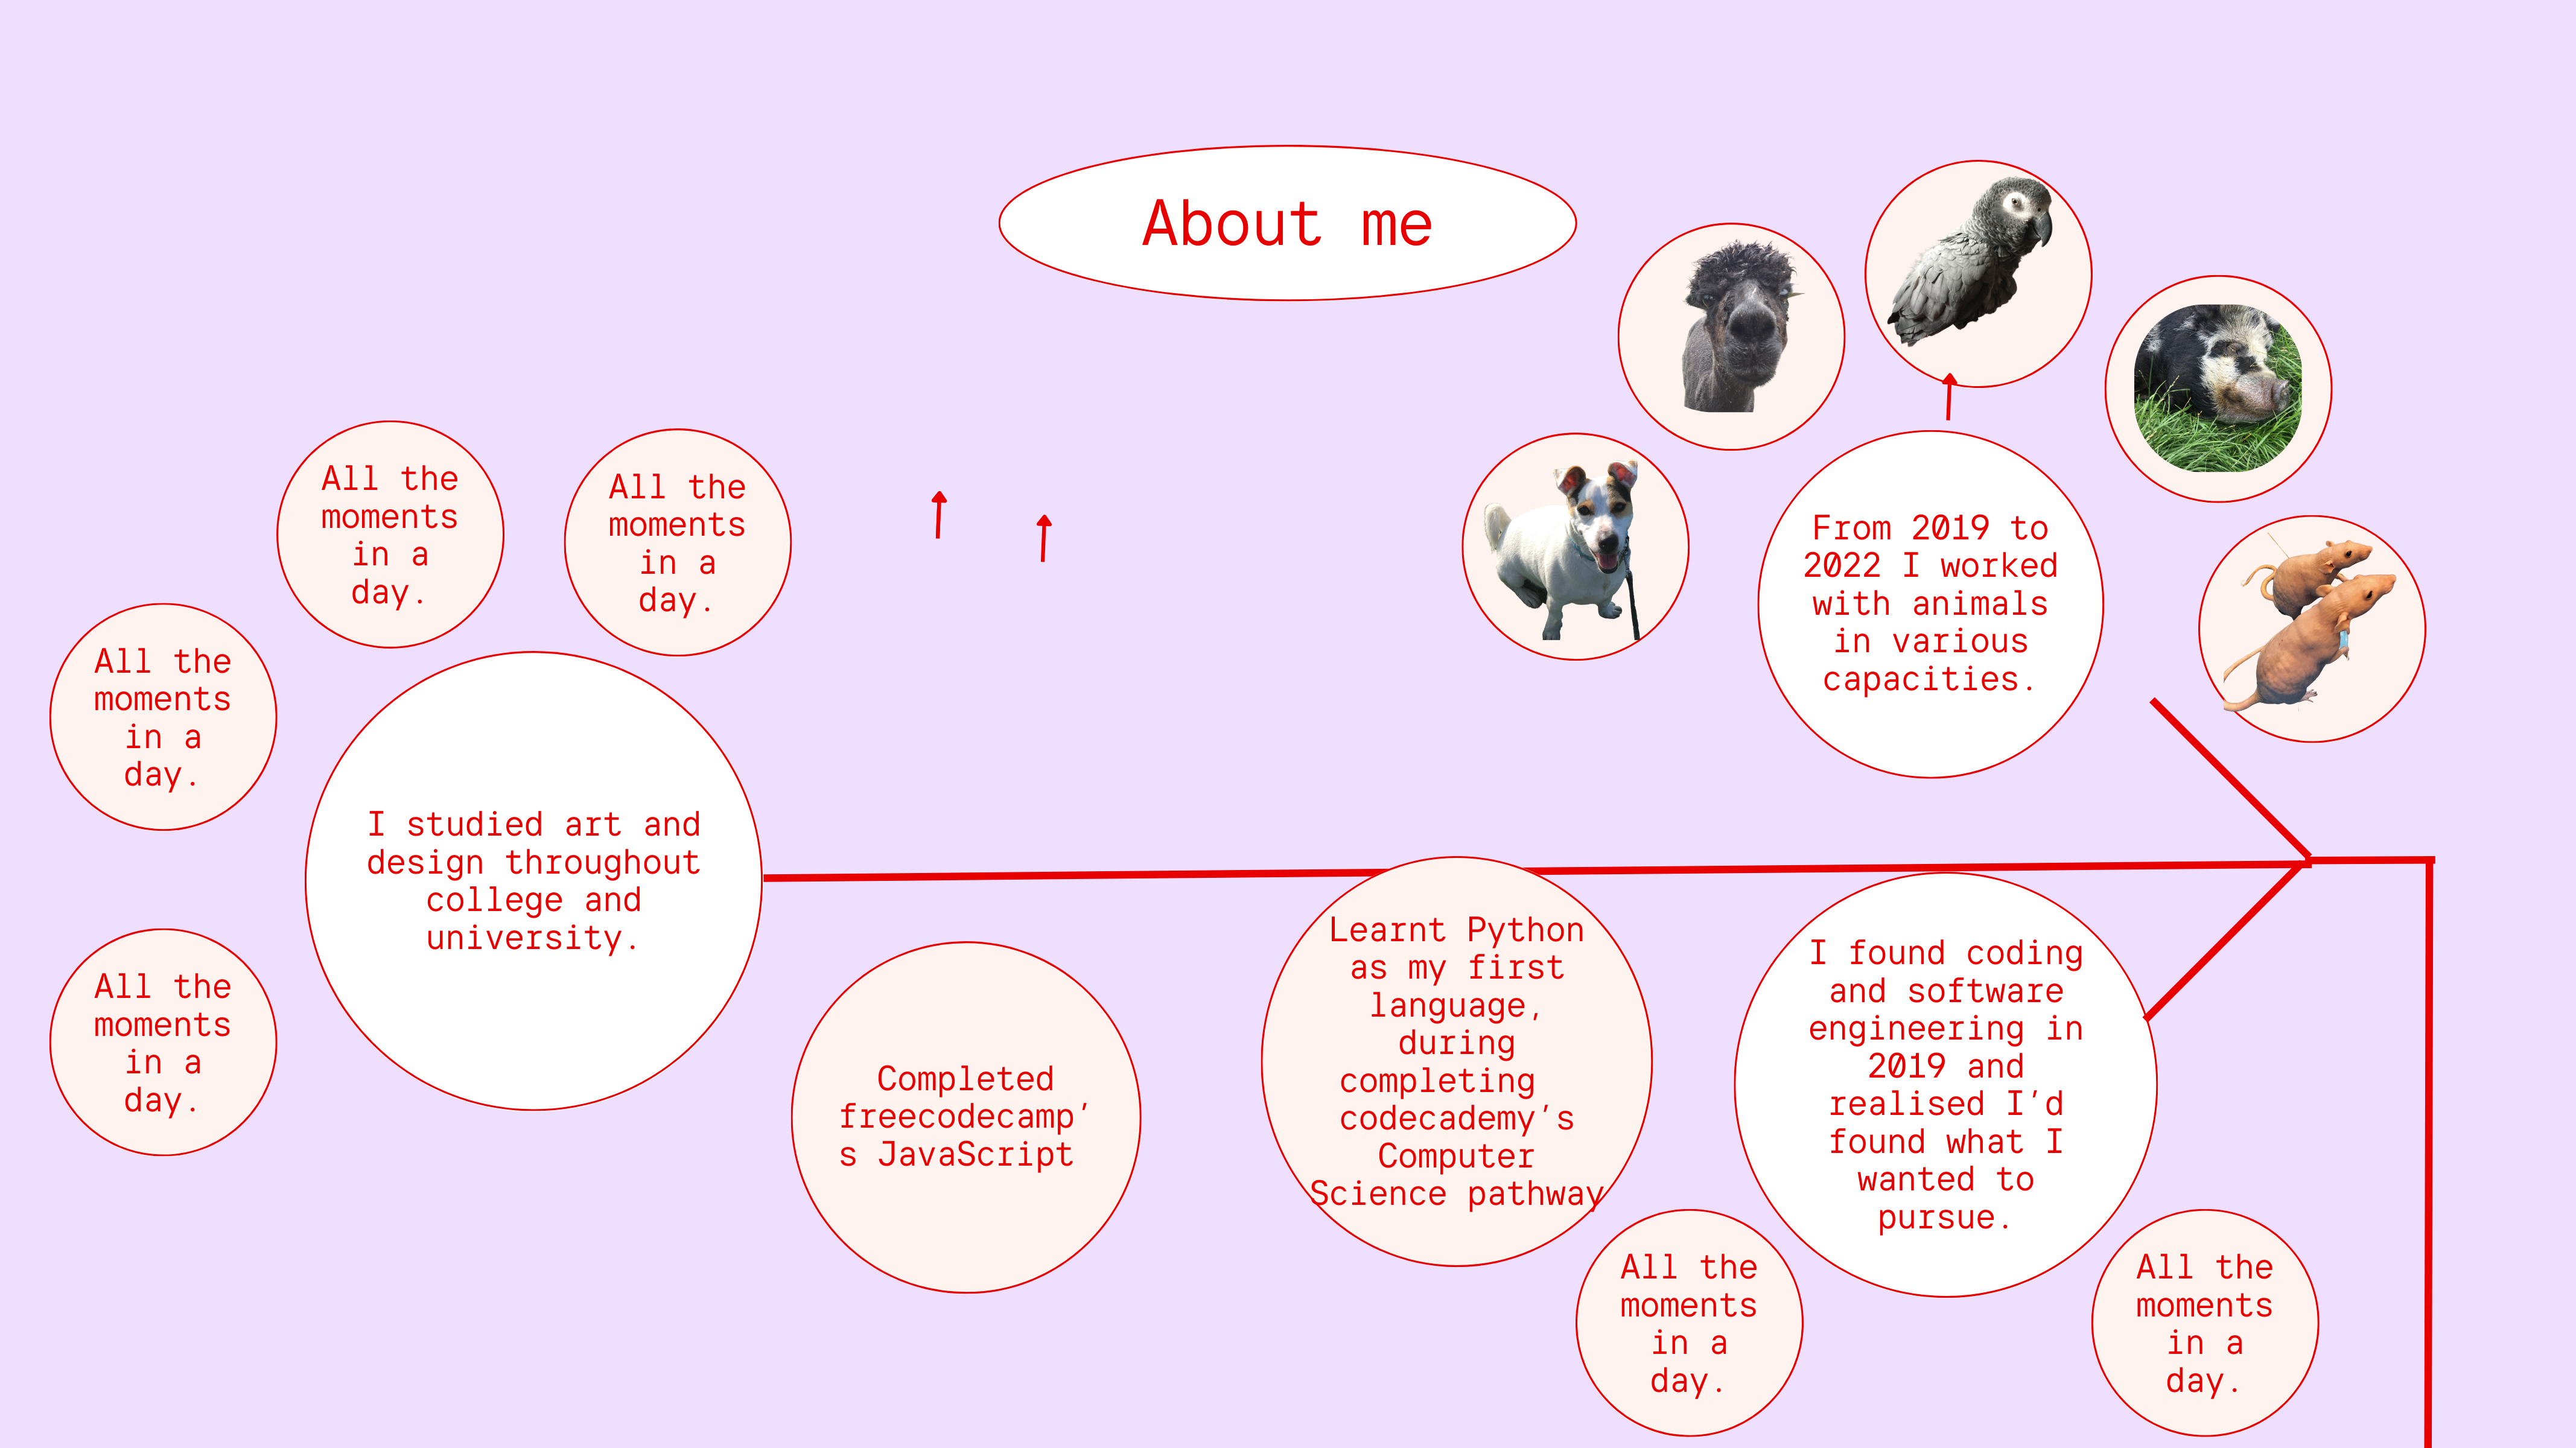 About me
All the
moments
in a
day.
All the
moments
in a
day.
All the
moments
in a
day.
All the
moments
in a
day.
I studied art and
design throughout
college and
university.
From 2019 to
2022 I worked
with animals
in various
capacities.
Completed
freecodecamp’
s JavaScript
Learnt Python
as my first
language,
during
completing
codecademy’s
Computer
Science pathway
I found coding
and software
engineering in
2019 and
realised I’d
found what I
wanted to
pursue.
All the
moments
in a
day.
All the
moments
in a
day.